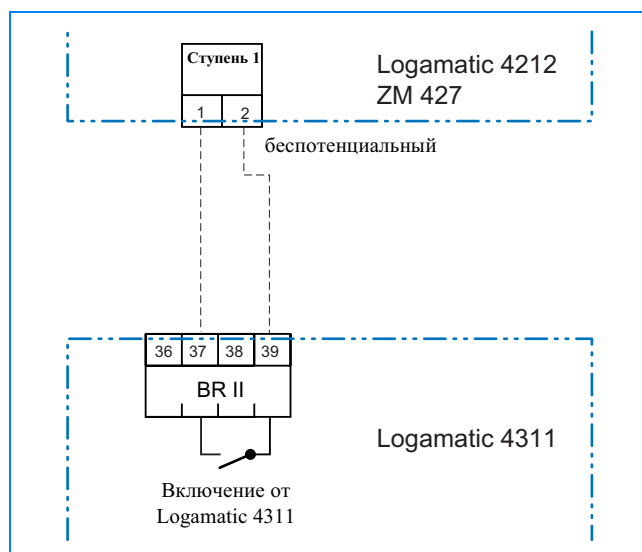 Ступень 1
1 2
Logamatic 4212
ZM 427
беспотенциальный
36 37 38 39
BR II
Logamatic 4311
Включение от
Logamatic 4311